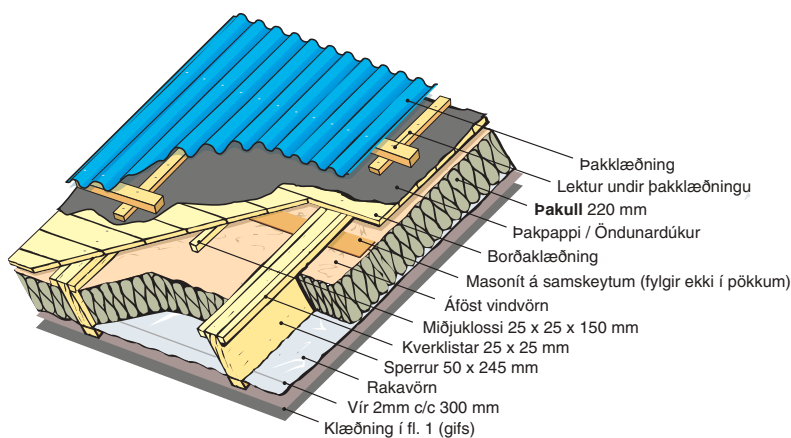 Þakklæðning
Lektur undir þakklæðningu
Þakull 220 mm
Þakpappi / Öndunardúkur
Borðaklæðning
Masonít á samskeytum (fylgir ekki í pökkum)
Áföst vindvörn
Miðjuklossi 25 x 25 x 150 mm
Kverklistar 25 x 25 mm
Sperrur 50 x 245 mm
Rakavörn
Vír 2mm c/c 300 mm
Klæðning í fl. 1 (gifs)